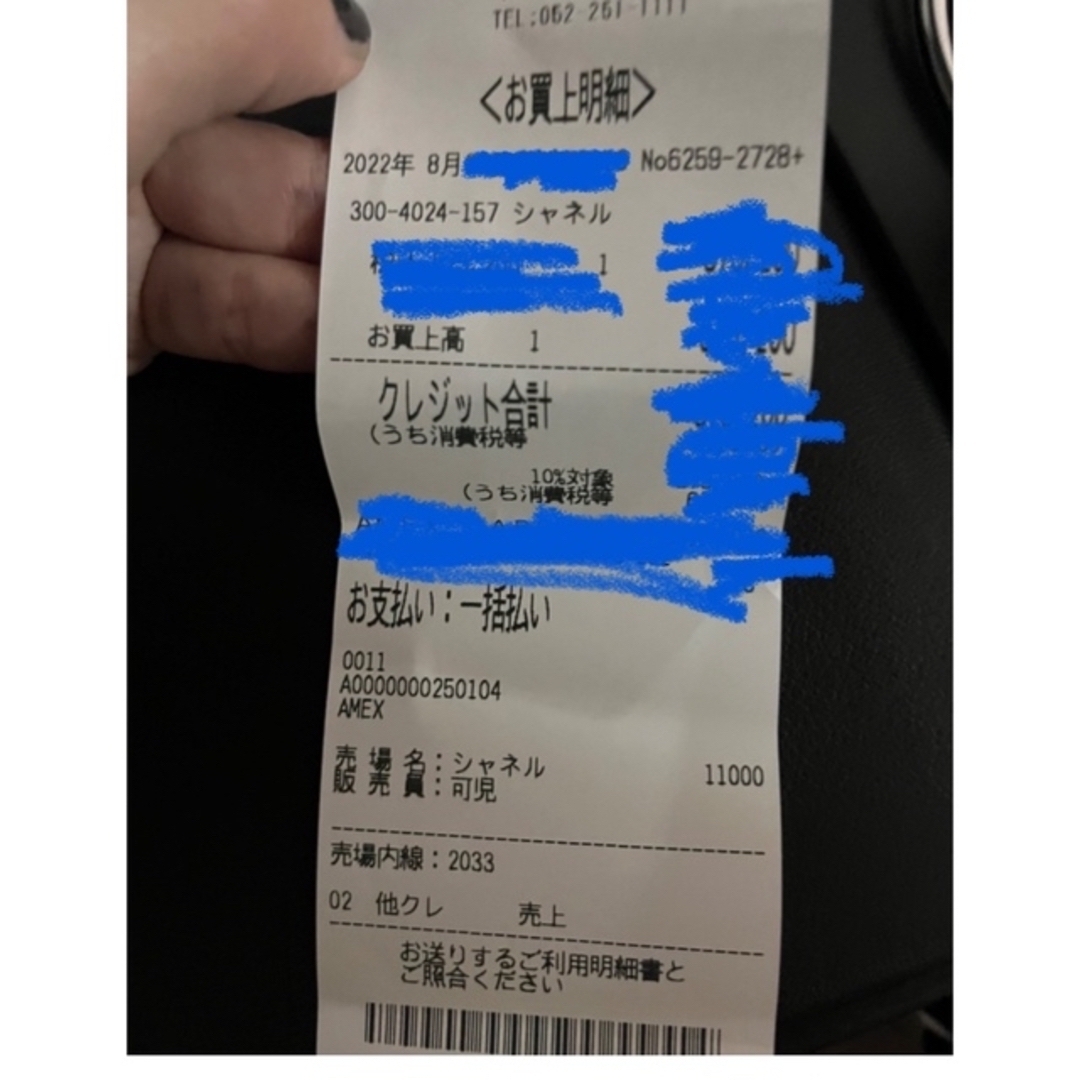 TEL:052-251-1111
<お買上明細>
2022年 8月 No6259-2728+
300-4024-157 シャネル
1
お買上高 1
クレジット合計
(うち消費税等
10%対象
(うち消費税等
お支払い:一括払い
0011
A0000000250104
AMEX
売 場 名:シャネル 11000
販 売 員:可児
売場内線:2033
02 他クレ 売上
お送りするご利用明細書と
ご照合ください